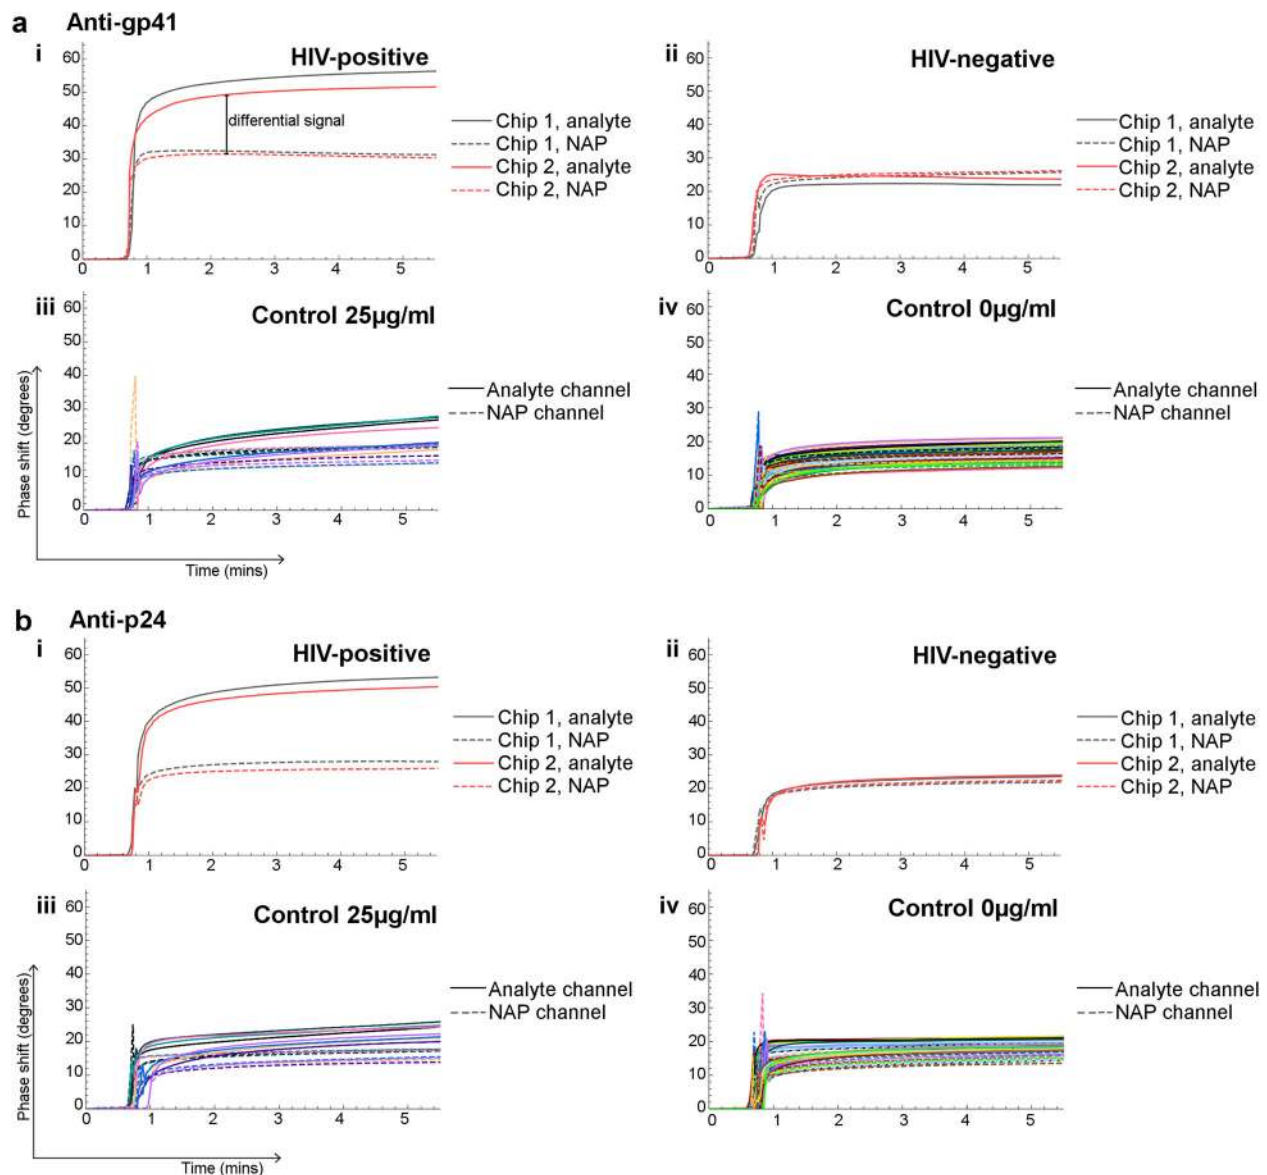 a Anti-gp41
i HIV-positive
60
50
40
30
20
10
0
0 1 2 3 4 5
differential signal
Chip 1, analyte
Chip 1, NAP
Chip 2, analyte
Chip 2, NAP
ii HIV-negative
60
50
40
30
20
10
0
0 1 2 3 4 5
Chip 1, analyte
Chip 1, NAP
Chip 2, analyte
Chip 2, NAP
iii Control 25µg/ml
60
50
40
30
20
10
0
0 1 2 3 4 5
Analyte channel
NAP channel
Phase shift (degrees)
Time (mins)
iv Control 0µg/ml
60
50
40
30
20
10
0
0 1 2 3 4 5
Analyte channel
NAP channel
b Anti-p24
i HIV-positive
60
50
40
30
20
10
0
0 1 2 3 4 5
Chip 1, analyte
Chip 1, NAP
Chip 2, analyte
Chip 2, NAP
ii HIV-negative
60
50
40
30
20
10
0
0 1 2 3 4 5
Chip 1, analyte
Chip 1, NAP
Chip 2, analyte
Chip 2, NAP
iii Control 25µg/ml
60
50
40
30
20
10
0
0 1 2 3 4 5
Analyte channel
NAP channel
Phase shift (degrees)
Time (mins)
iv Control 0µg/ml
60
50
40
30
20
10
0
0 1 2 3 4 5
Analyte channel
NAP channel